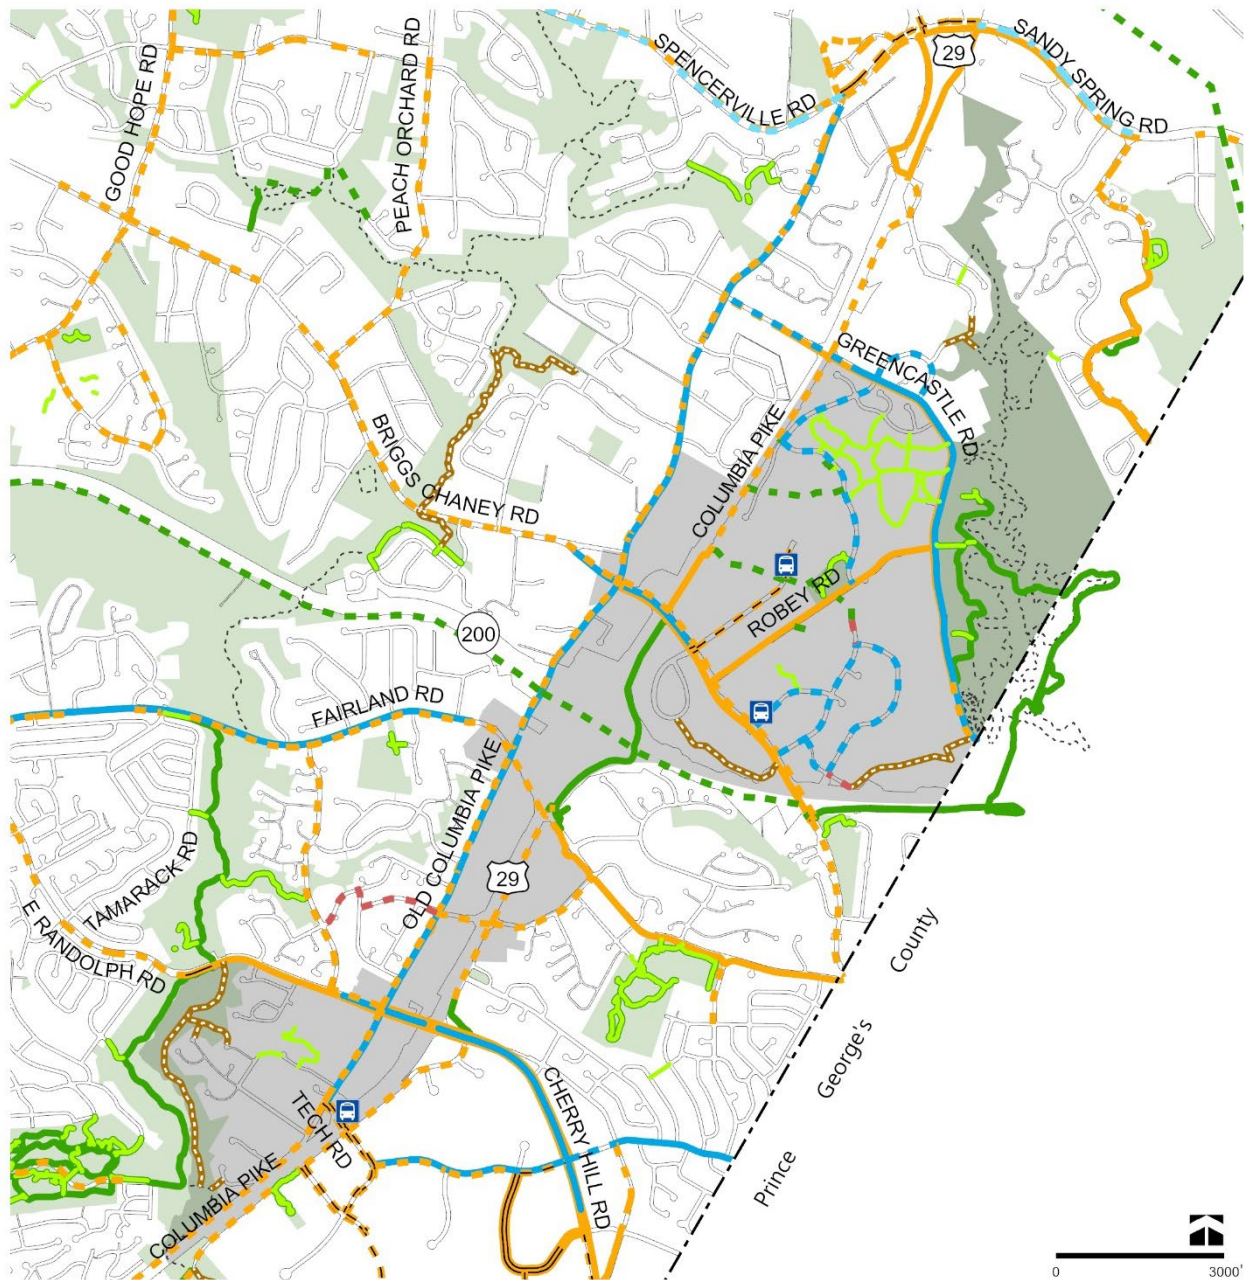 SPENCERVILLE RD
29
SANDY SPRING RD
GOOD HOPE RD
PEACH ORCHARD RD
GREENCASTLE RD
COLUMBIA PIKE
BRIGGS CHANEY RD
ROBEY RD
200
FAIRLAND RD
OLD COLUMBIA PIKE
TAMARACK RD
29
E RANDOLPH RD
Prince George's County
CHERRY HILL RD
TECH RD
COLUMBIA PIKE
0 3000'